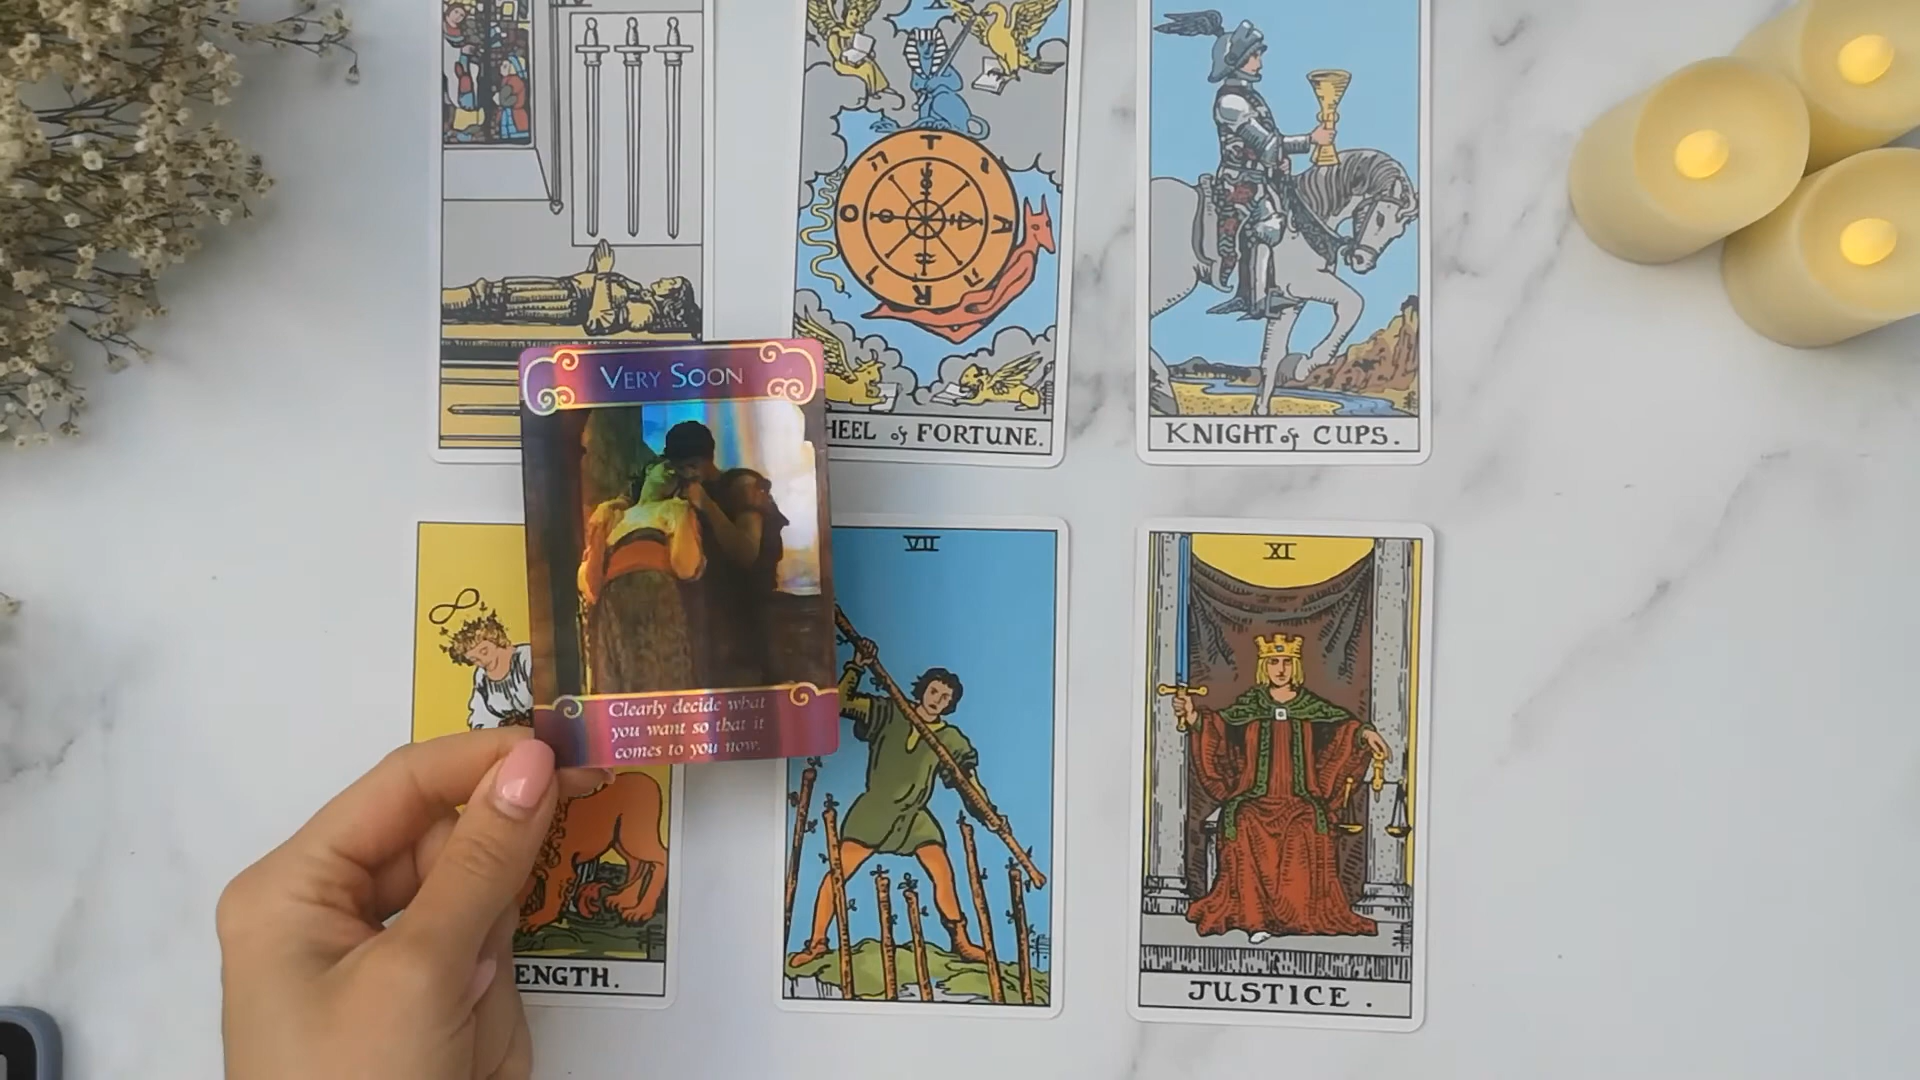 HEEL of FORTUNE.
KNIGHT of CUPS.
VERY SOON
Clearly decide what
you want so that it
comes to you now.
VII
XI
ENGTH.
JUSTICE.